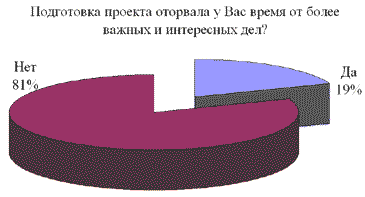 Подготовка проекта оторвала у Вас время от более
важных и интересных дел?
Нет
81%
Да
19%